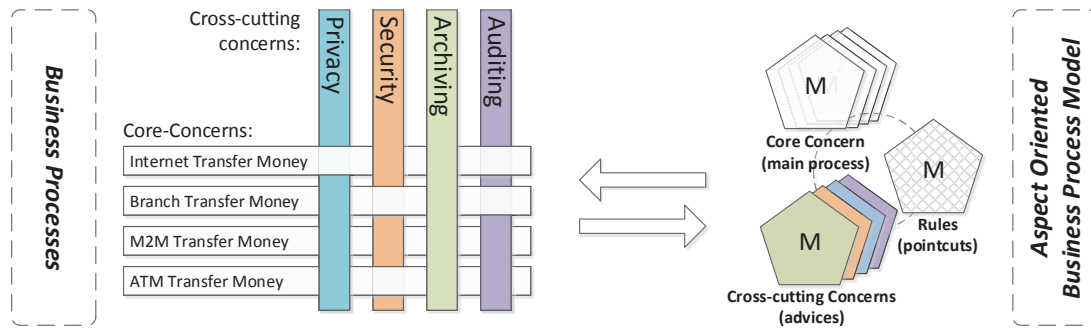 Business Processes
Cross-cutting
concerns:
Privacy
Security
Archiving
Auditing
Core-Concerns:
Internet Transfer Money
Branch Transfer Money
M2M Transfer Money
ATM Transfer Money
M
Core Concern
(main process)
M
Rules
(pointcuts)
M
Cross-cutting Concerns
(advices)
Aspect Oriented
Business Process Model